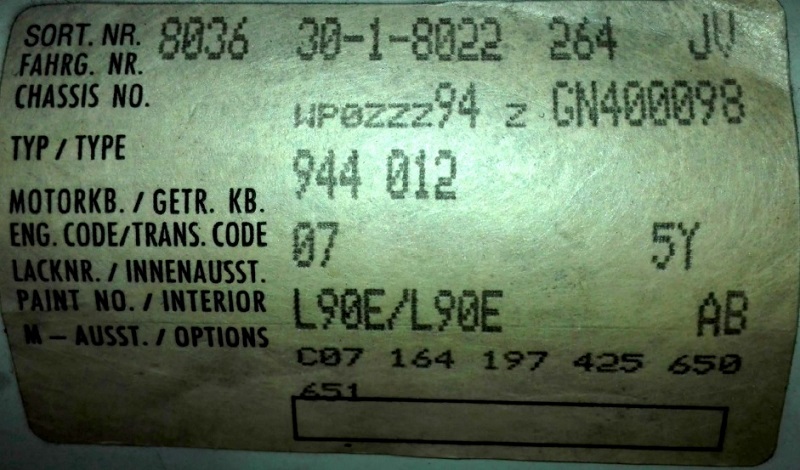 SORT. NR. 8036 30-1-8022 264 JV
FAHRG. NR.
CHASSIS NO. WP0ZZZ94 Z GN400098
TYP / TYPE 944 012
MOTORKB. / GETR. KB.
ENG. CODE/TRANS. CODE 07 5Y
LACKNR. / INNENAUSST.
PAINT NO. / INTERIOR L90E/L90E AB
M – AUSST. / OPTIONS C07 164 197 425 650
651